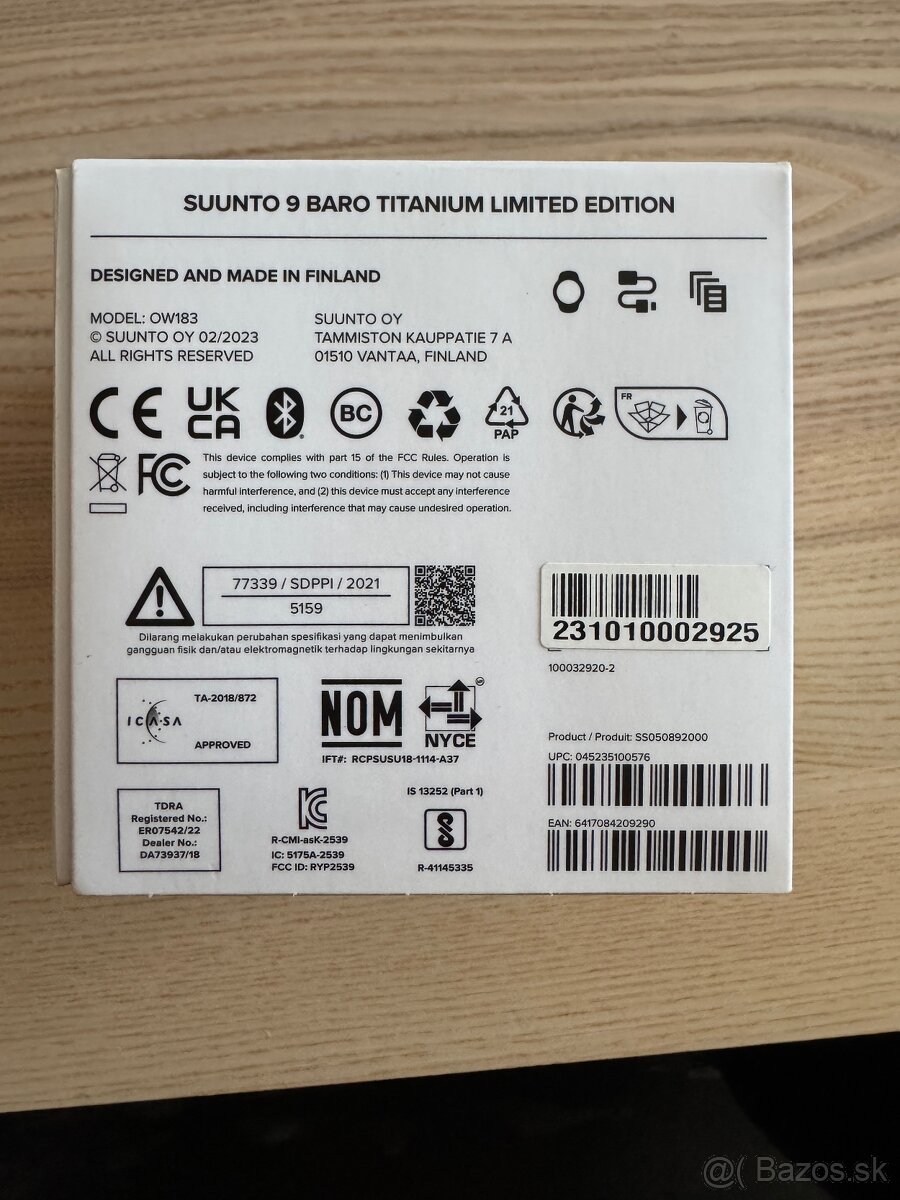 SUUNTO 9 BARO TITANIUM LIMITED EDITION
DESIGNED AND MADE IN FINLAND
MODEL: OW183
© SUUNTO OY 02/2023
ALL RIGHTS RESERVED
SUUNTO OY
TAMMISTON KAUPPATIE 7 A
01510 VANTAA, FINLAND
CE
UK
CA
BC
21
PAP
FR
FC
This device complies with part 15 of the FCC Rules. Operation is
subject to the following two conditions: (1) This device may not cause
harmful interference, and (2) this device must accept any interference
received, including interference that may cause undesired operation.
77339 / SDPPI / 2021
5159
Dilarang melakukan perubahan spesifikasi yang dapat menimbulkan
gangguan fisik dan/atau elektromagnetik terhadap lingkungan sekitarnya
231010002925
100032920-2
TA-2018/872
ICASA
APPROVED
NOM
IFT#: RCPSUSU18-1114-A37
NYCE
Product / Produit: SS050892000
UPC: 045235100576
EAN: 6417084209290
TDRA
Registered No.:
ER07542/22
Dealer No.:
DA73937/18
R-CMI-asK-2539
IC: 5175A-2539
FCC ID: RYP2539
IS 13252 (Part 1)
R-41145335
@( Bazos.sk